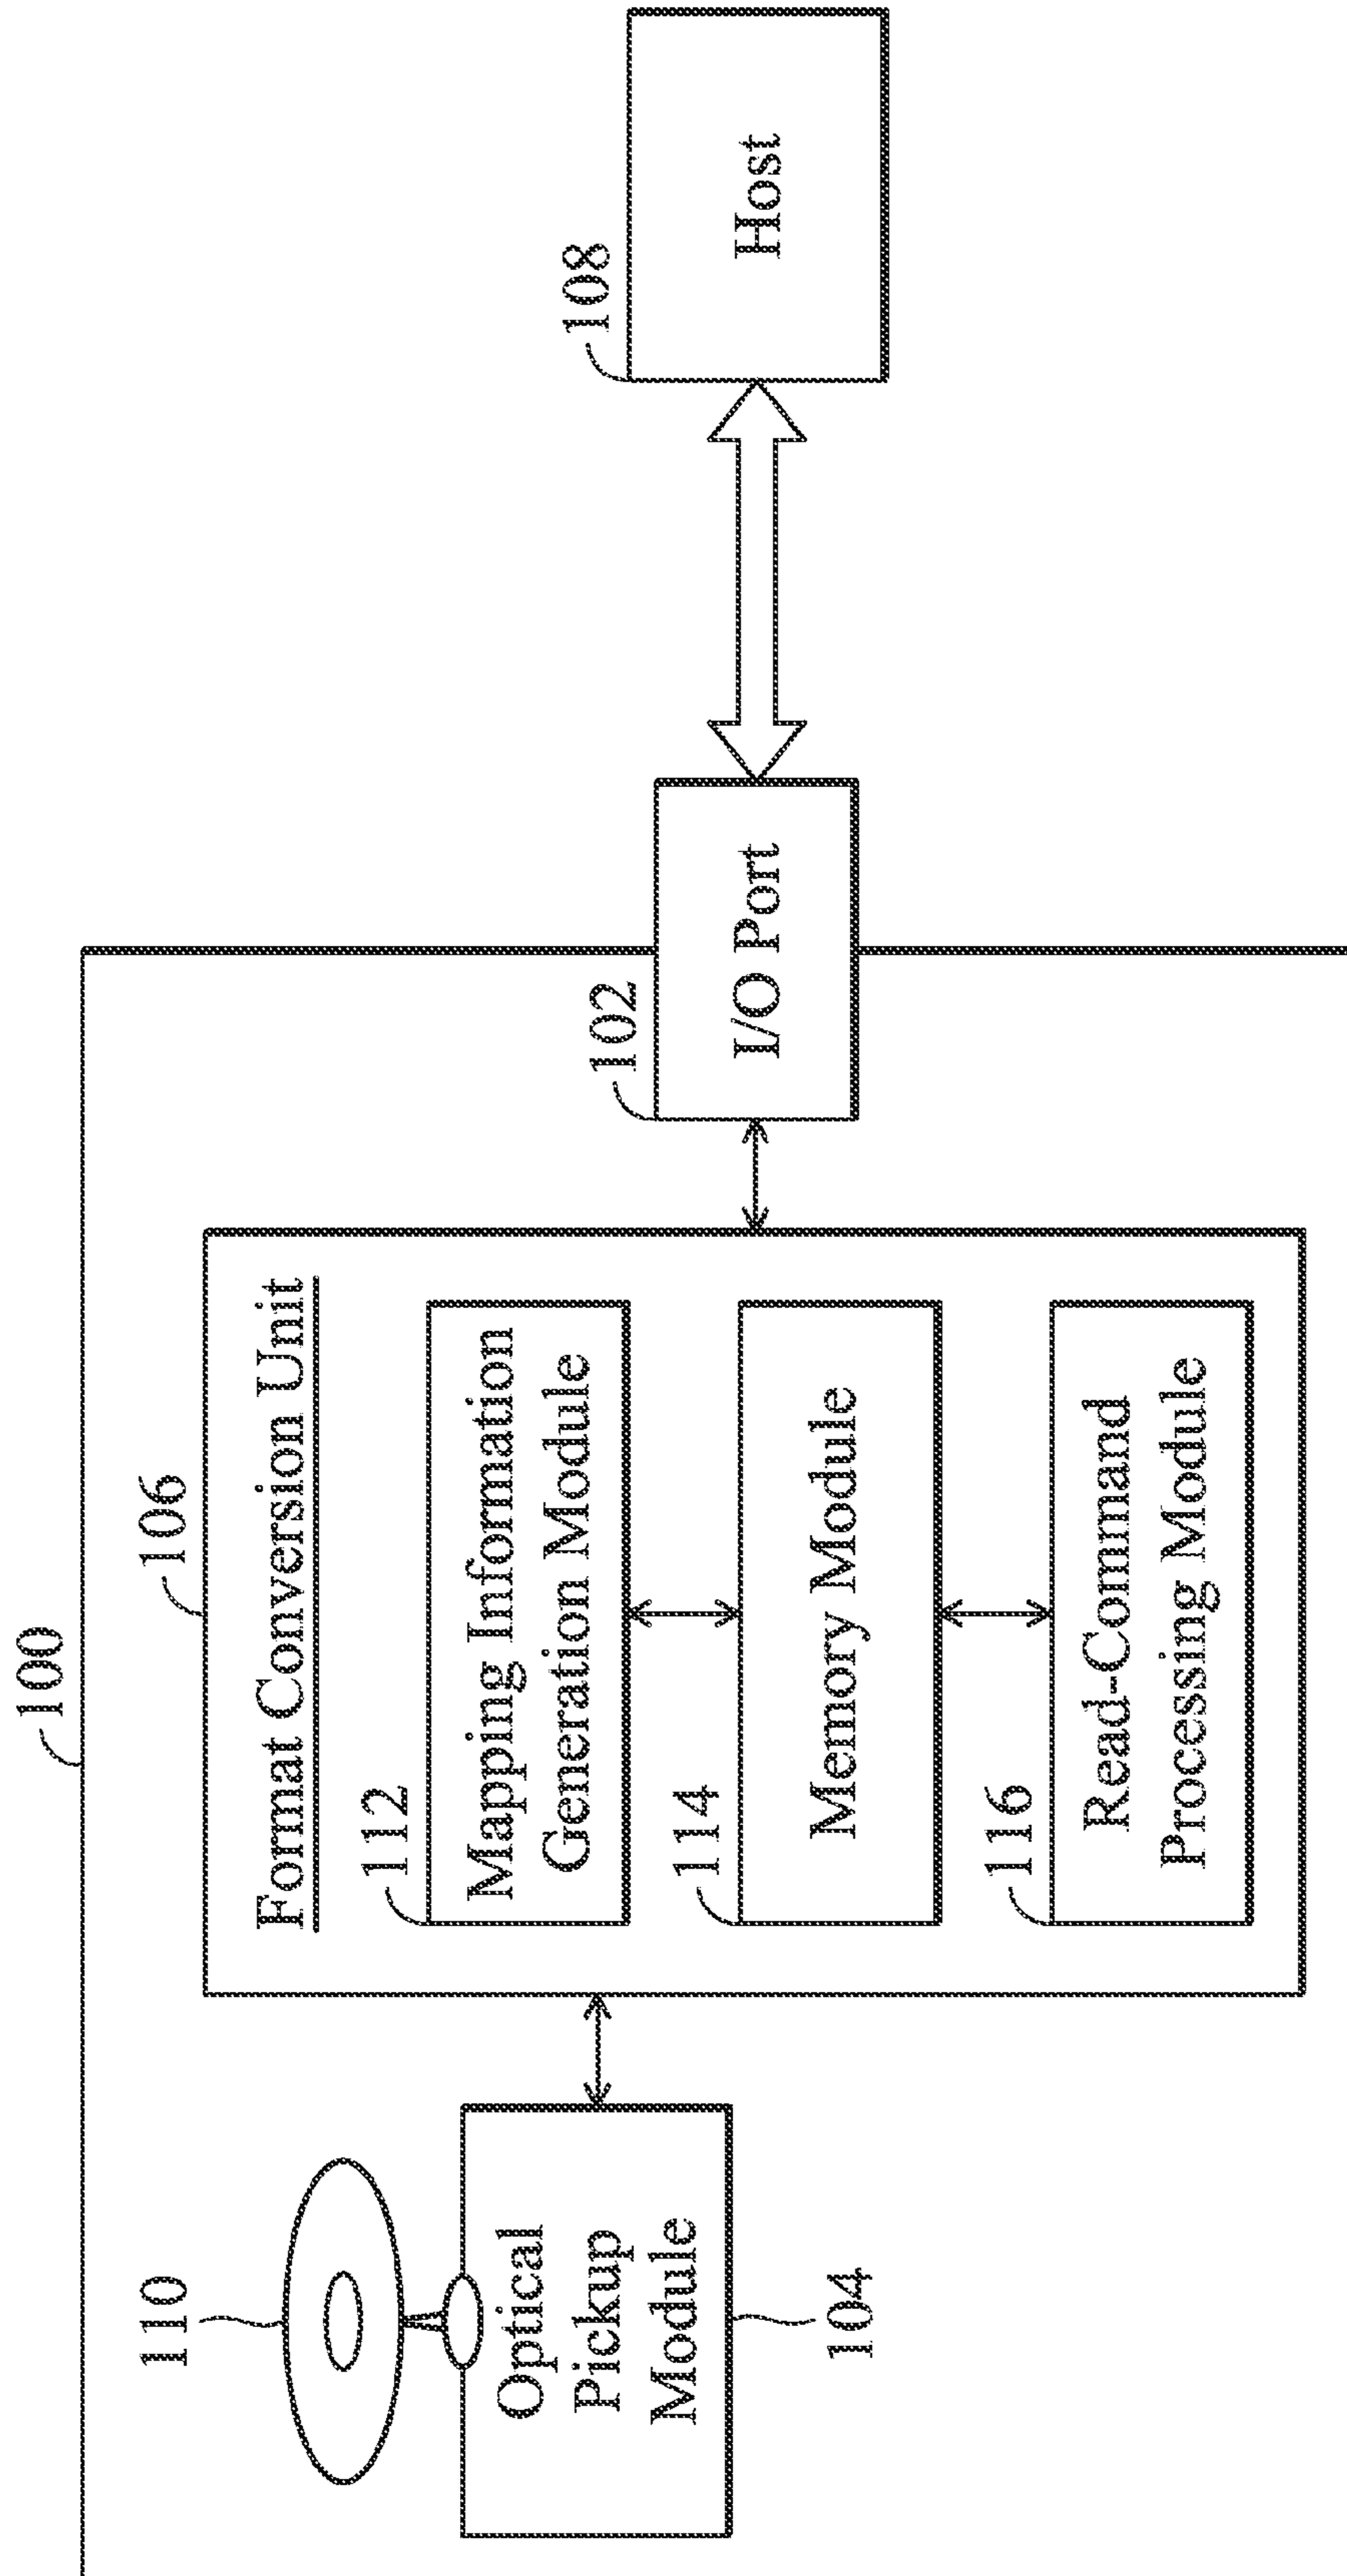 100
110
Optical
Pickup
Module
104
106
Format Conversion Unit
112
Mapping Information
Generation Module
114
Memory Module
116
Read-Command
Processing Module
102
I/O Port
108
Host